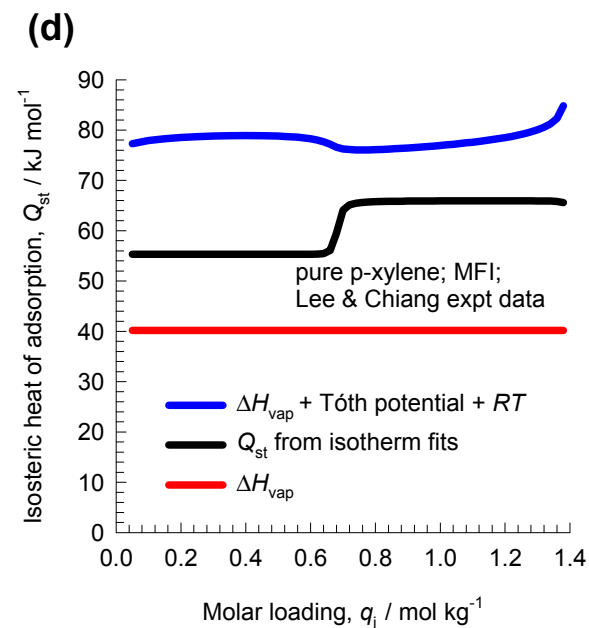 (d)
Isosteric heat of adsorption, Qst / kJ mol⁻¹
90
80
70
60
50
40
30
20
10
0
pure p-xylene; MFI;
Lee & Chiang expt data
ΔHvap + Tóth potential + RT
Qst from isotherm fits
ΔHvap
0.0 0.2 0.4 0.6 0.8 1.0 1.2 1.4
Molar loading, qi / mol kg⁻¹